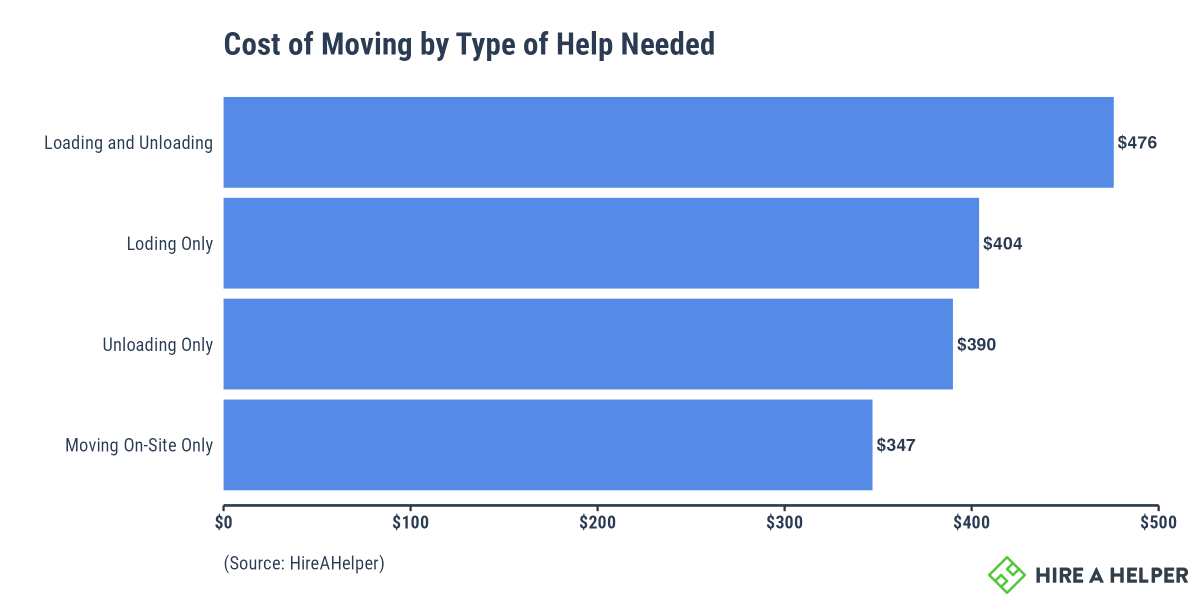 Cost of Moving by Type of Help Needed
Loading and Unloading $476
Loding Only $404
Unloading Only $390
Moving On-Site Only $347
$0 $100 $200 $300 $400 $500
(Source: HireAHelper)
HIRE A HELPER